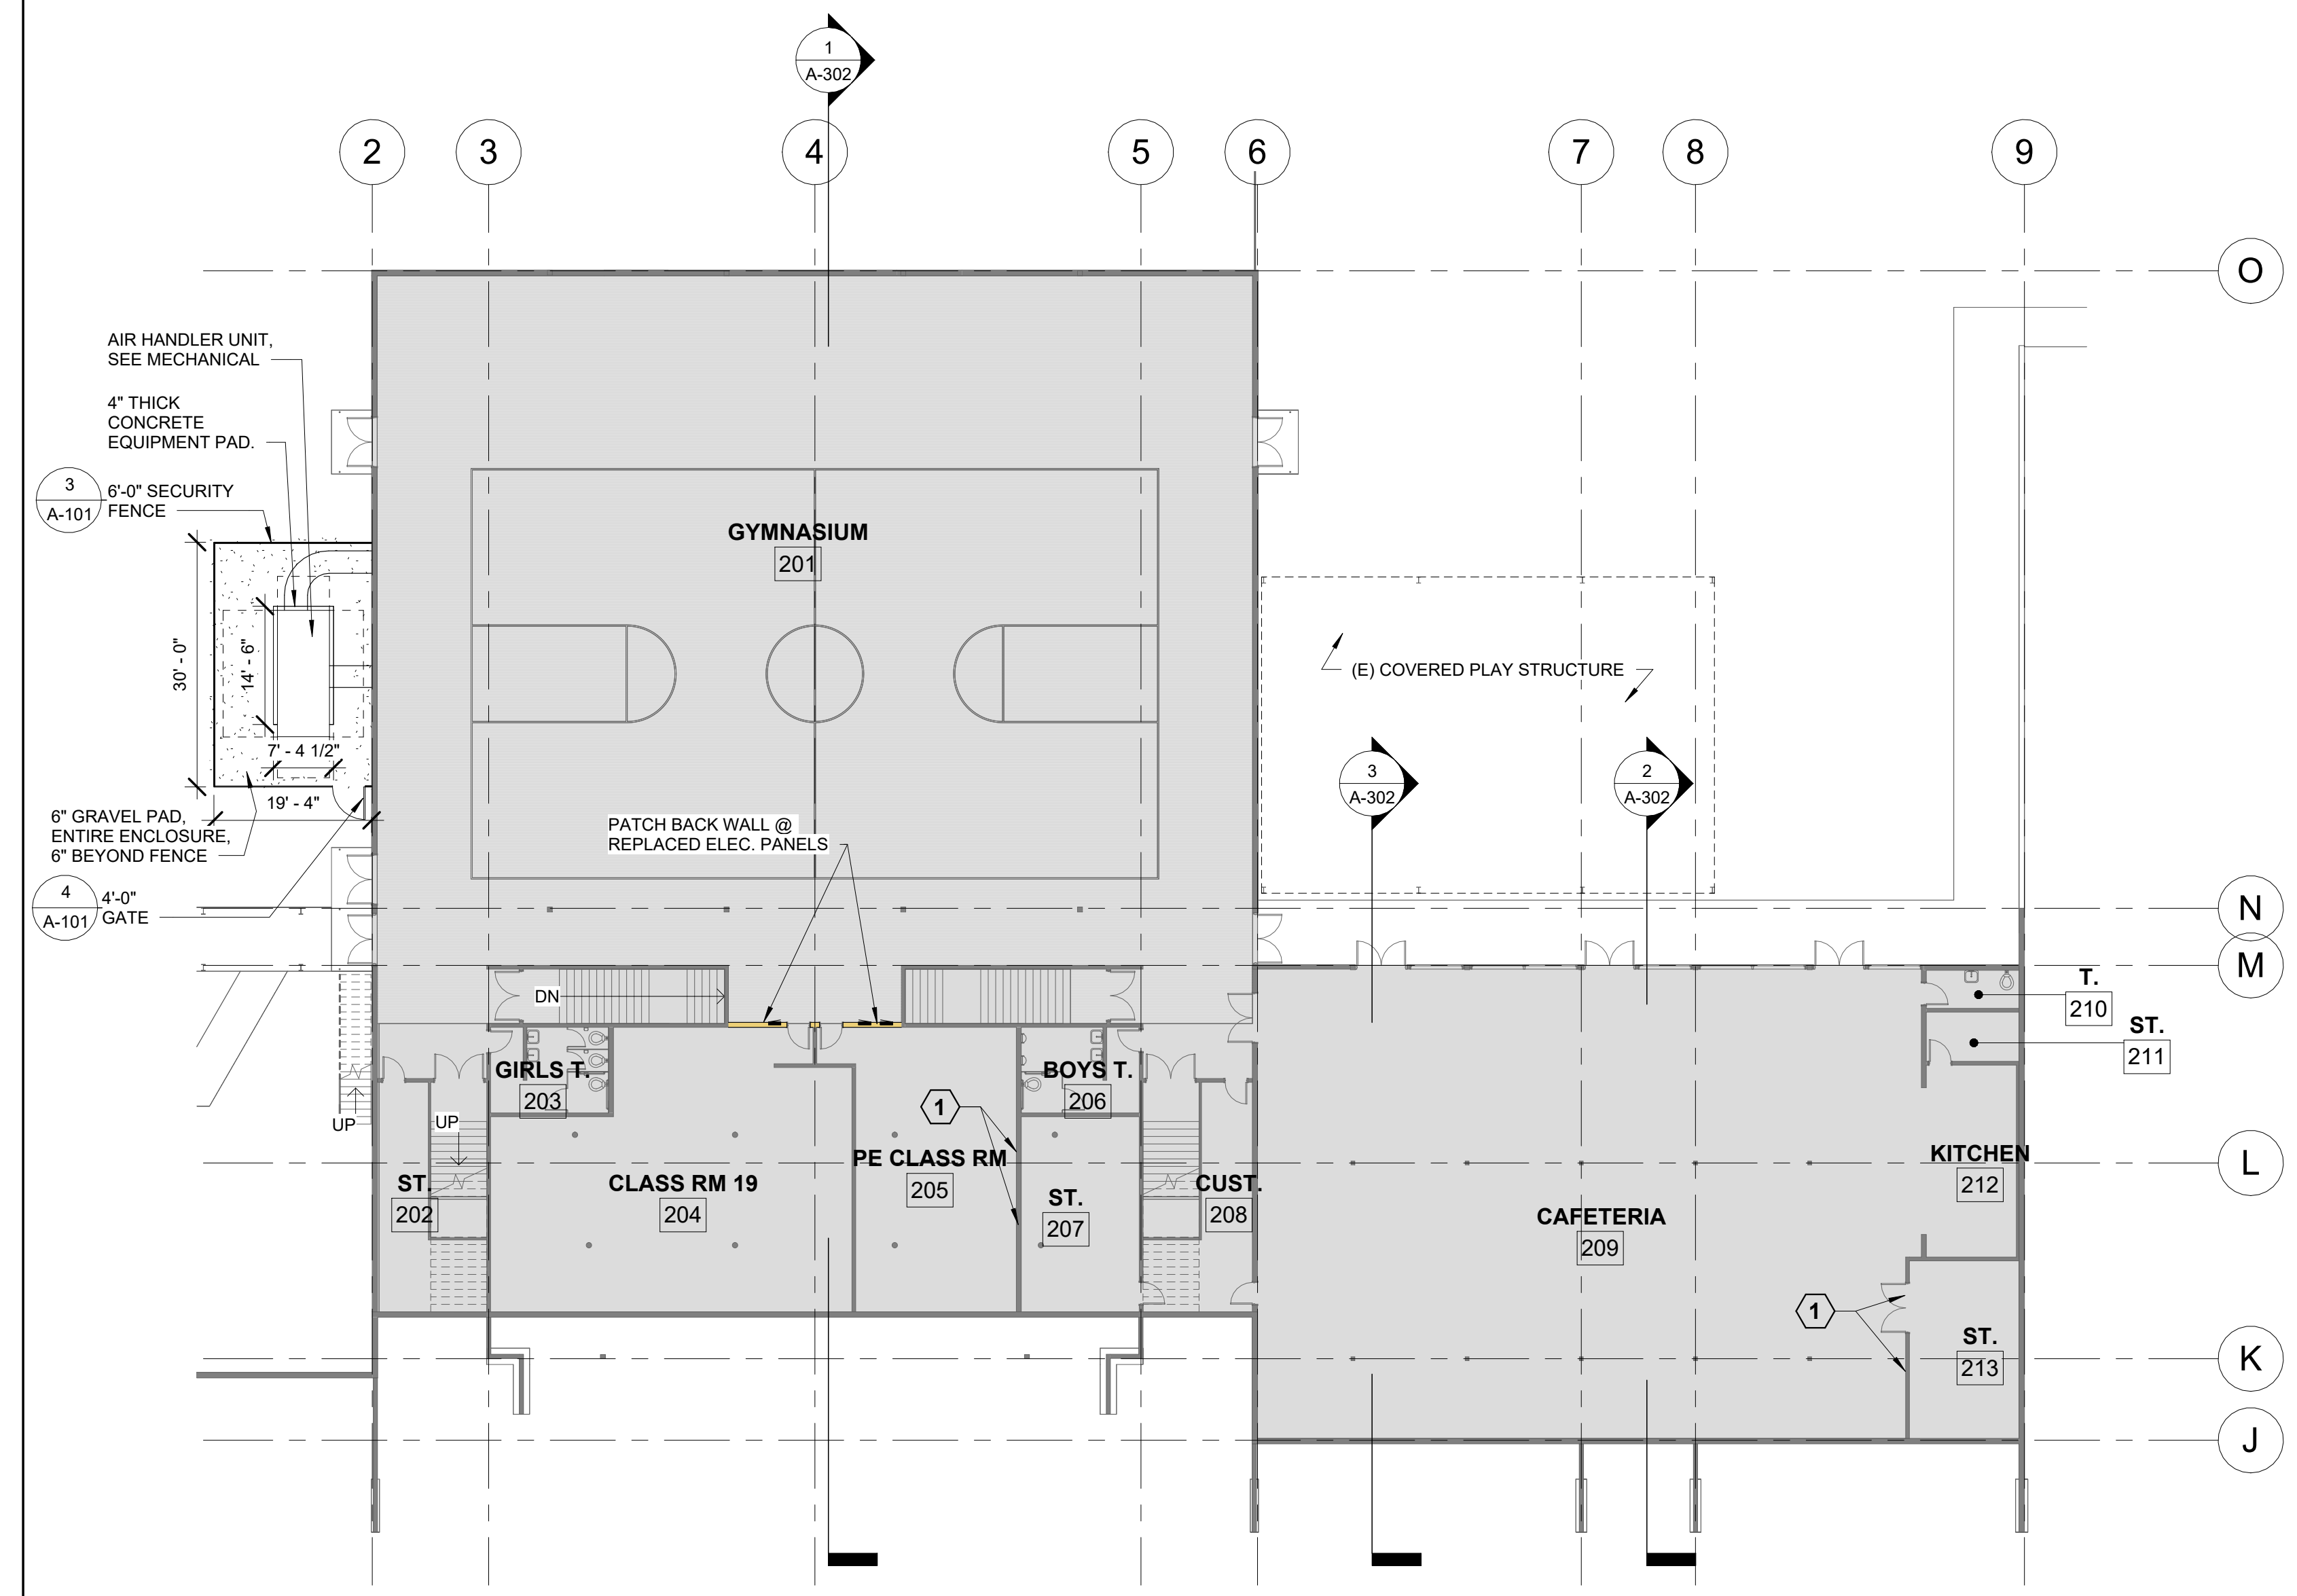 1
A-302
2
3
4
5
6
7
8
9
O
AIR HANDLER UNIT,
SEE MECHANICAL
4" THICK
CONCRETE
EQUIPMENT PAD.
3
A-101
6'-0" SECURITY
FENCE
GYMNASIUM
201
30' - 0"
14' - 6"
7' - 4 1/2"
19' - 4"
(E) COVERED PLAY STRUCTURE
3
A-302
2
A-302
6" GRAVEL PAD,
ENTIRE ENCLOSURE,
6" BEYOND FENCE
PATCH BACK WALL @
REPLACED ELEC. PANELS
4
A-101
4'-0"
GATE
N
M
DN
T.
210
ST.
211
GIRLS T.
203
BOYS T.
206
1
UP
UP
PE CLASS RM
205
KITCHEN
212
L
ST.
202
CLASS RM 19
204
ST.
207
CUST.
208
CAFETERIA
209
1
ST.
213
K
J